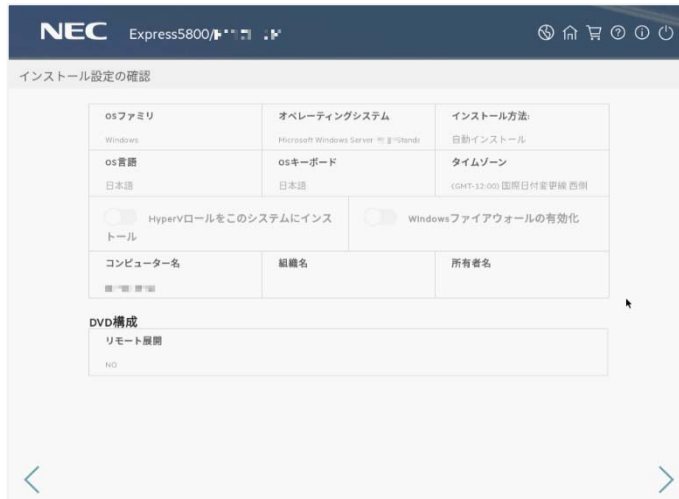 NEC Express5800/
インストール設定の確認
OSファミリ オペレーティングシステム インストール方法:
Windows Microsoft Windows Server 自動インストール
OS言語 OSキーボード タイムゾーン
日本語 日本語 (GMT-12:00) 国際日付変更線 西側
HyperVロールをこのシステムにインス Windowsファイアウォールの有効化
トール
コンピューター名 組織名 所有者名
DVD構成
リモート展開
NO